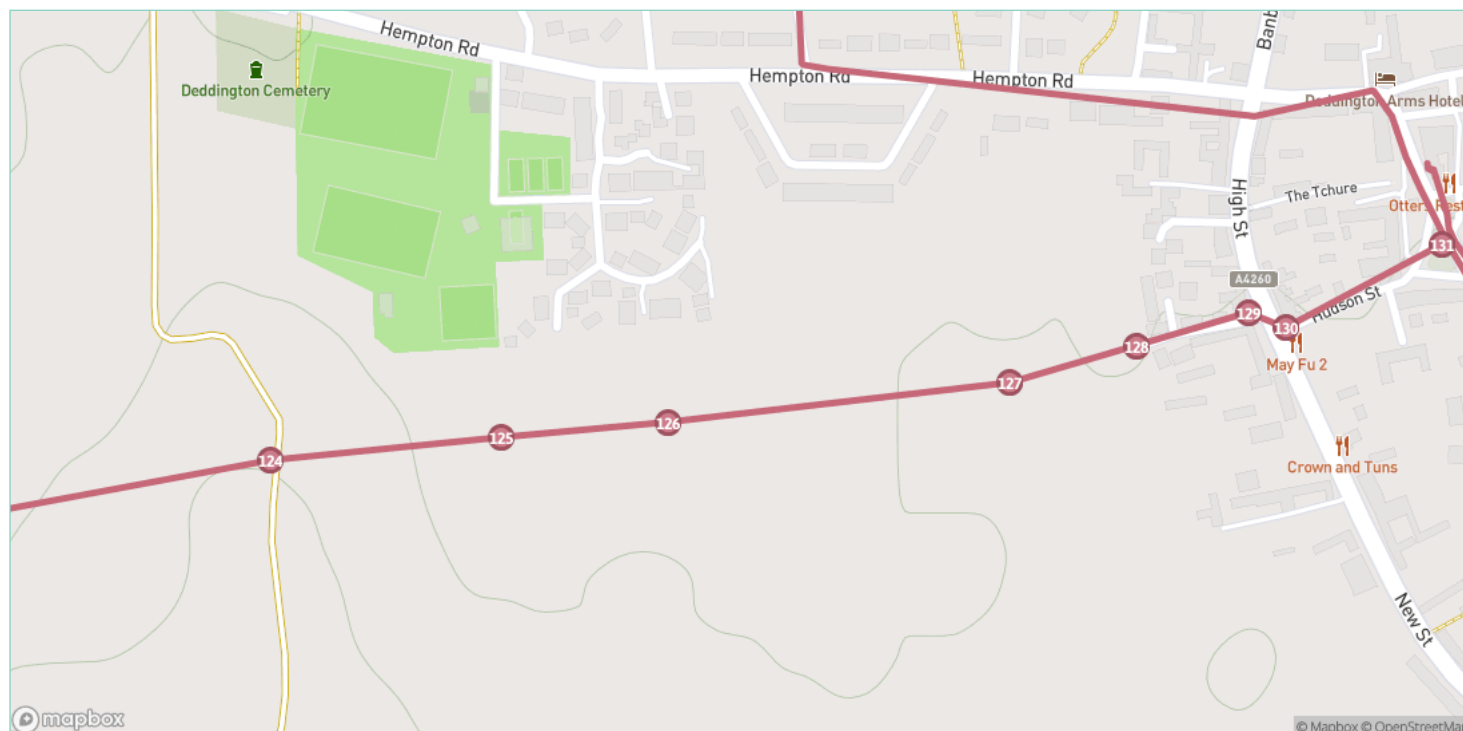 Hempton Rd
Hempton Rd
Hempton Rd
Deddington Cemetery
Deddington Arms Hotel
The Tchure
High St
A4260
131
129
130
Hudson St
May Fu 2
128
127
126
125
124
Crown and Tuns
New St
mapbox
© Mapbox ©